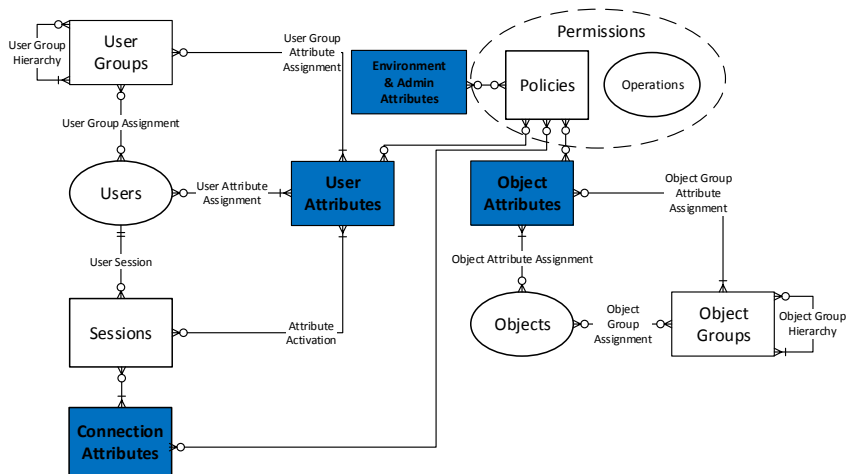 User Group
Hierarchy
User
Groups
User Group
Attribute
Assignment
Environment
& Admin
Attributes
Permissions
Policies
Operations
User Group Assignment
Users
User Attribute
Assignment
User
Attributes
Object
Attributes
Object Group
Attribute
Assignment
User Session
Object Attribute Assignment
Sessions
Attribute
Activation
Objects
Object
Group
Assignment
Object
Groups
Object Group
Hierarchy
Connection
Attributes